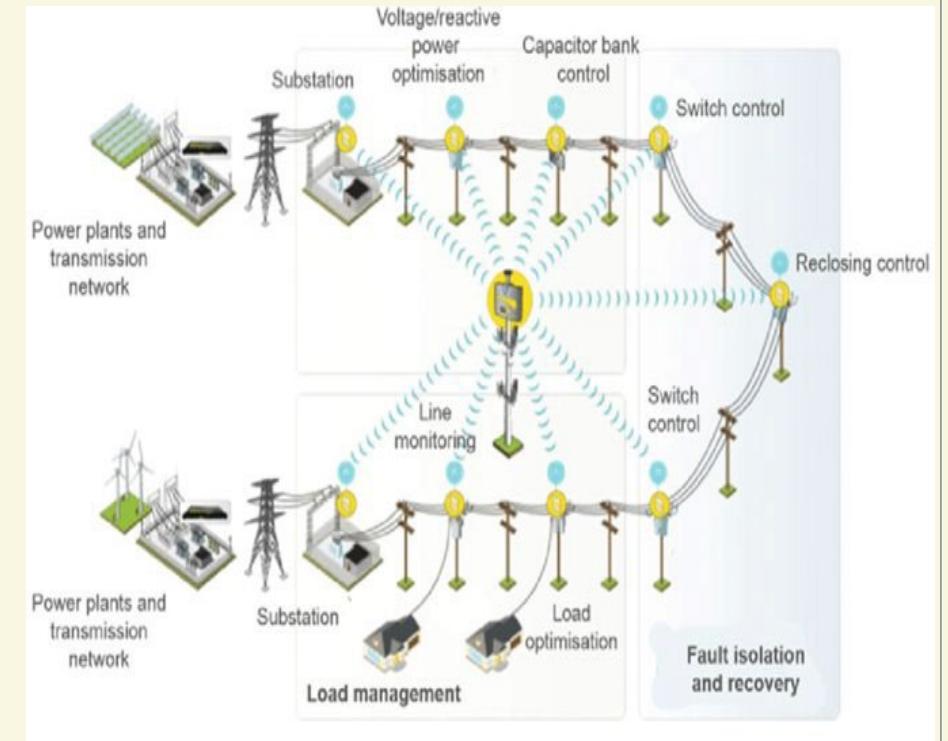 Voltage/reactive
power
optimisation
Capacitor bank
control
Substation
Switch control
Power plants and
transmission
network
Reclosing control
Switch
control
Line
monitoring
Power plants and
transmission
network
Substation
Load
optimisation
Load management
Fault isolation
and recovery